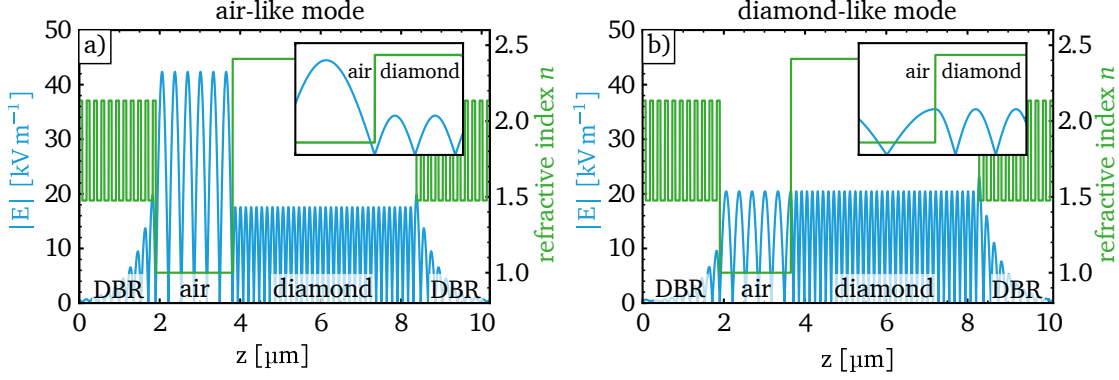 air-like mode
a)
50
40
30
20
10
0
|E| [kV m⁻¹]
2.5
2.0
1.5
1.0
refractive index n
air diamond
DBR air diamond DBR
0 2 4 6 8 10
z [µm]
diamond-like mode
b)
50
40
30
20
10
0
|E| [kV m⁻¹]
2.5
2.0
1.5
1.0
refractive index n
air diamond
DBR air diamond DBR
0 2 4 6 8 10
z [µm]